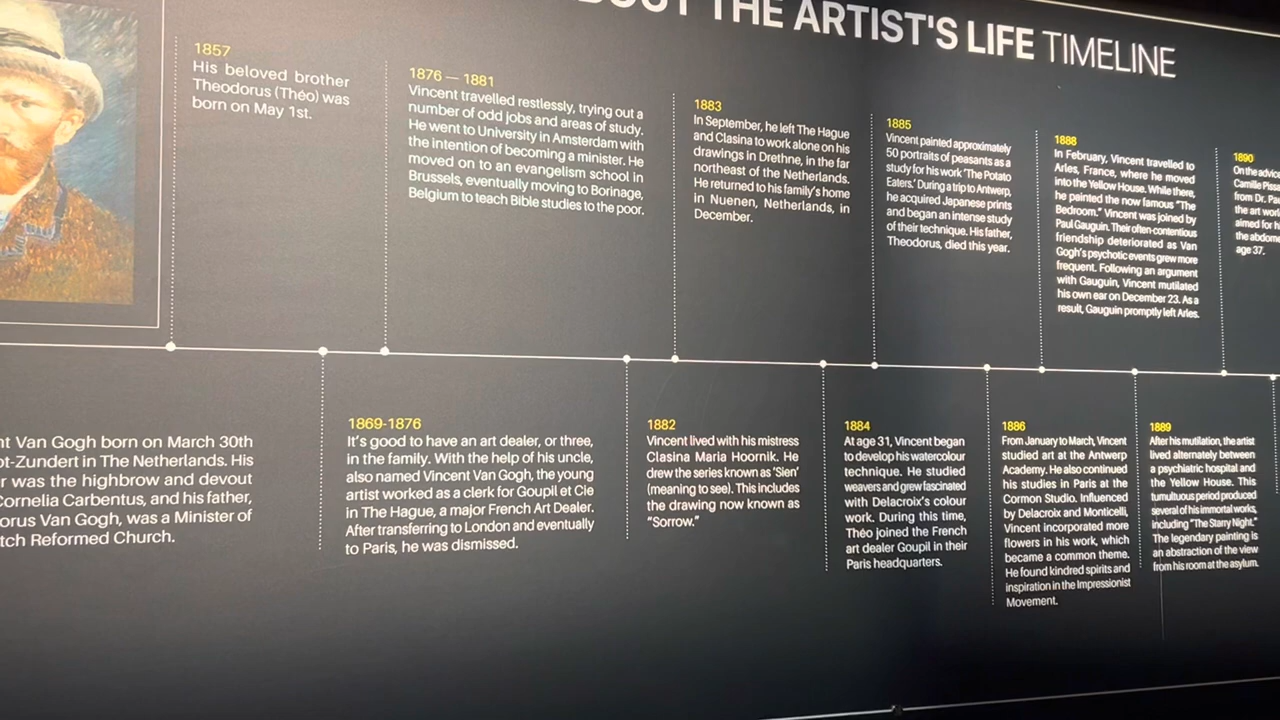 THE ARTIST'S LIFE TIMELINE
1857
His beloved brother
Theodorus (Théo) was
born on May 1st.
1876 — 1881
Vincent travelled restlessly, trying out a
number of odd jobs and areas of study.
He went to University in Amsterdam with
the intention of becoming a minister. He
moved on to an evangelism school in
Brussels, eventually moving to Borinage,
Belgium to teach Bible studies to the poor.
1883
In September, he left The Hague
and Clasina to work alone on his
drawings in Drethne, in the far
northeast of the Netherlands.
He returned to his family's home
in Nuenen, Netherlands, in
December.
1885
Vincent painted approximately
50 portraits of peasants as a
study for his work 'The Potato
Eaters.' During a trip to Antwerp,
he acquired Japanese prints
and began an intense study
of their technique. His father,
Theodorus, died this year.
1888
In February, Vincent travelled to
Arles, France, where he moved
into the Yellow House. While there,
he painted the now famous "The
Bedroom." Vincent was joined by
Paul Gauguin. Their often-contentious
friendship deteriorated as Van
Gogh's psychotic events grew more
frequent. Following an argument
with Gauguin, Vincent mutilated
his own ear on December 23. As a
result, Gauguin promptly left Arles.
1890
On the
Camille
from Dr.
the art
aimed for
the
age 37.
Van Gogh born on March 30th
in The Netherlands. His
was the highbrow and devout
Cornelia Carbentus, and his father,
Van Gogh, was a Minister of
Reformed Church.
1869-1876
It's good to have an art dealer, or three,
in the family. With the help of his uncle,
also named Vincent Van Gogh, the young
artist worked as a clerk for Goupil et Cie
in The Hague, a major French Art Dealer.
After transferring to London and eventually
to Paris, he was dismissed.
1882
Vincent lived with his mistress
Clasina Maria Hoornik. He
drew the series known as 'Sien'
(meaning to see). This includes
the drawing now known as
"Sorrow."
1884
At age 31, Vincent began
to develop his watercolour
technique. He studied
weavers and grew fascinated
with Delacroix's colour
work. During this time,
Théo joined the French
art dealer Goupil in their
Paris headquarters.
1886
From January to March, Vincent
studied art at the Antwerp
Academy. He also continued
his studies in Paris at the
Cormon Studio. Influenced
by Delacroix and Monticelli,
Vincent incorporated more
flowers in his work, which
became a common theme.
He found kindred spirits and
inspiration in the Impressionist
Movement.
1889
After his mutilation, the artist
lived alternately between
a psychiatric hospital and
the Yellow House. This
tumultuous period produced
several of his immortal works,
including "The Starry Night."
The legendary painting is
an abstraction of the view
from his room at the asylum.